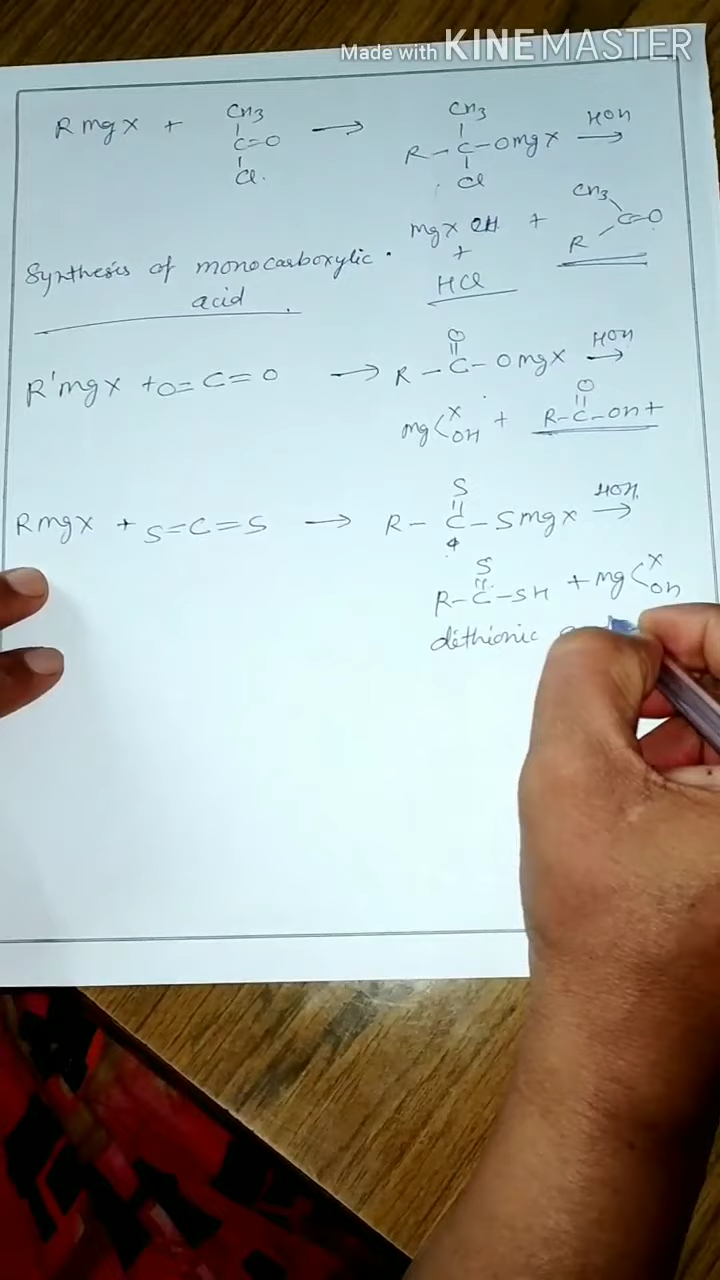 Made with KINEMASTER
Rmgx + CH3 - C=O - Cl. → R - C(CH3)(Cl) - Omgx HOH →
mgx OH + HCl + CH3 R C=O
Synthesis of monocarboxylic.
acid
R'mgx + O=C=O → R - C(=O) - Omgx HOH →
mg< X OH + R-C(=O)-OH +
Rmgx + S=C=S → R - C(=S) - Smgx HOH →
R-C(=S)-SH + mg< X OH
dithionic